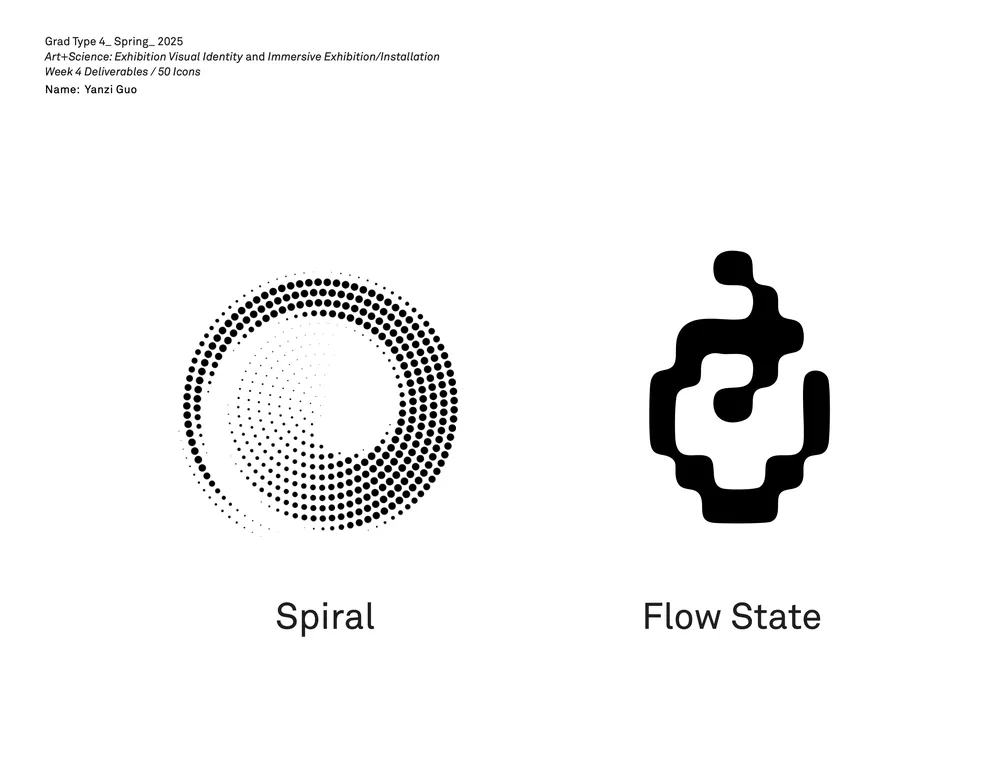 Grad Type 4_ Spring_ 2025
Art+Science: Exhibition Visual Identity and Immersive Exhibition/Installation
Week 4 Deliverables / 50 Icons
Name: Yanzi Guo
Spiral
Flow State